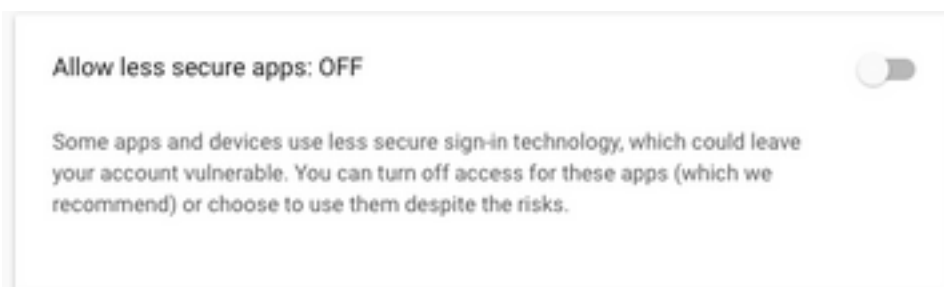 Allow less secure apps: OFF
Some apps and devices use less secure sign-in technology, which could leave
your account vulnerable. You can turn off access for these apps (which we
recommend) or choose to use them despite the risks.